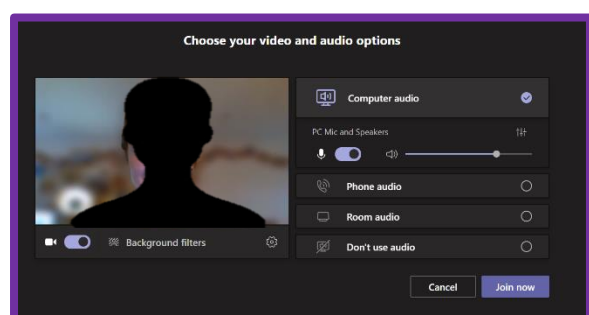 Choose your video and audio options
Computer audio
PC Mic and Speakers
Phone audio
Room audio
Background filters
Don't use audio
Cancel
Join now